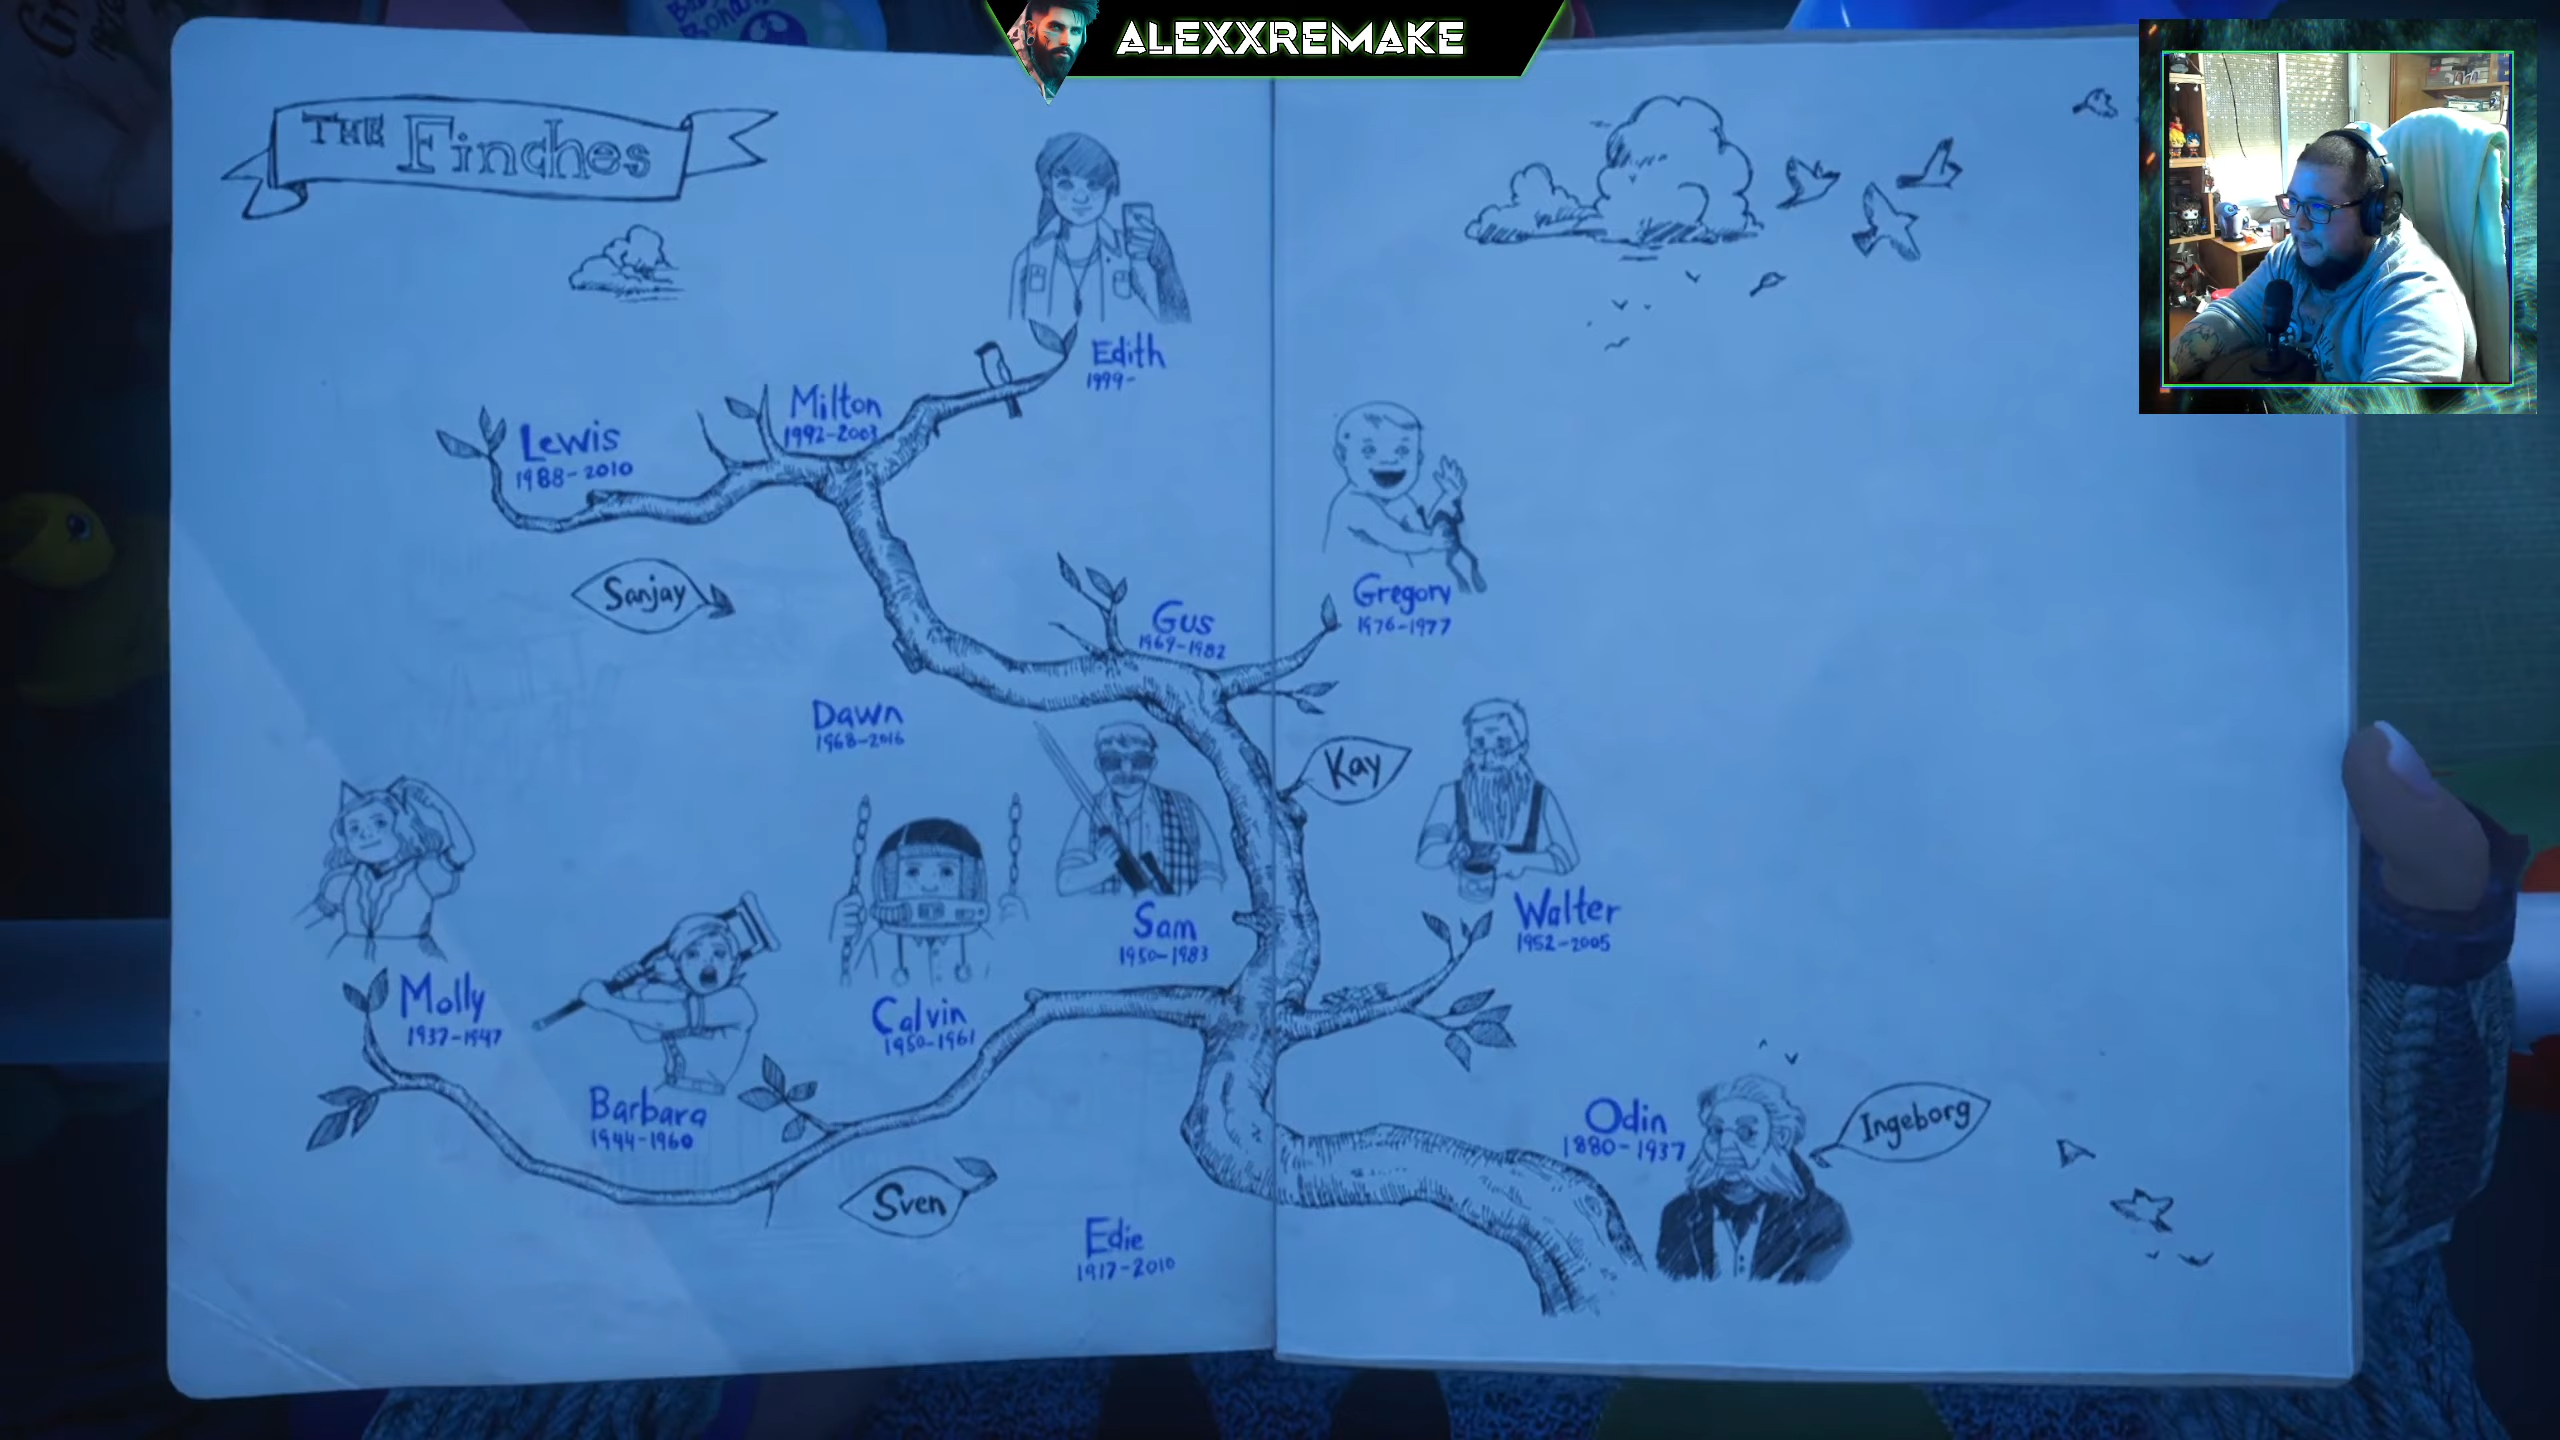 ALEXXREMAKE
THE Finches
Edith
1999-
Milton
1992-2003
Lewis
1988-2010
Sanjay
Gregory
1976-1977
Gus
1969-1982
Dawn
1968-2016
Kay
Walter
1952-2005
Sam
1950-1983
Calvin
1950-1961
Molly
1937-1947
Barbara
1944-1960
Odin
1880-1937
Ingeborg
Sven
Edie
1917-2010